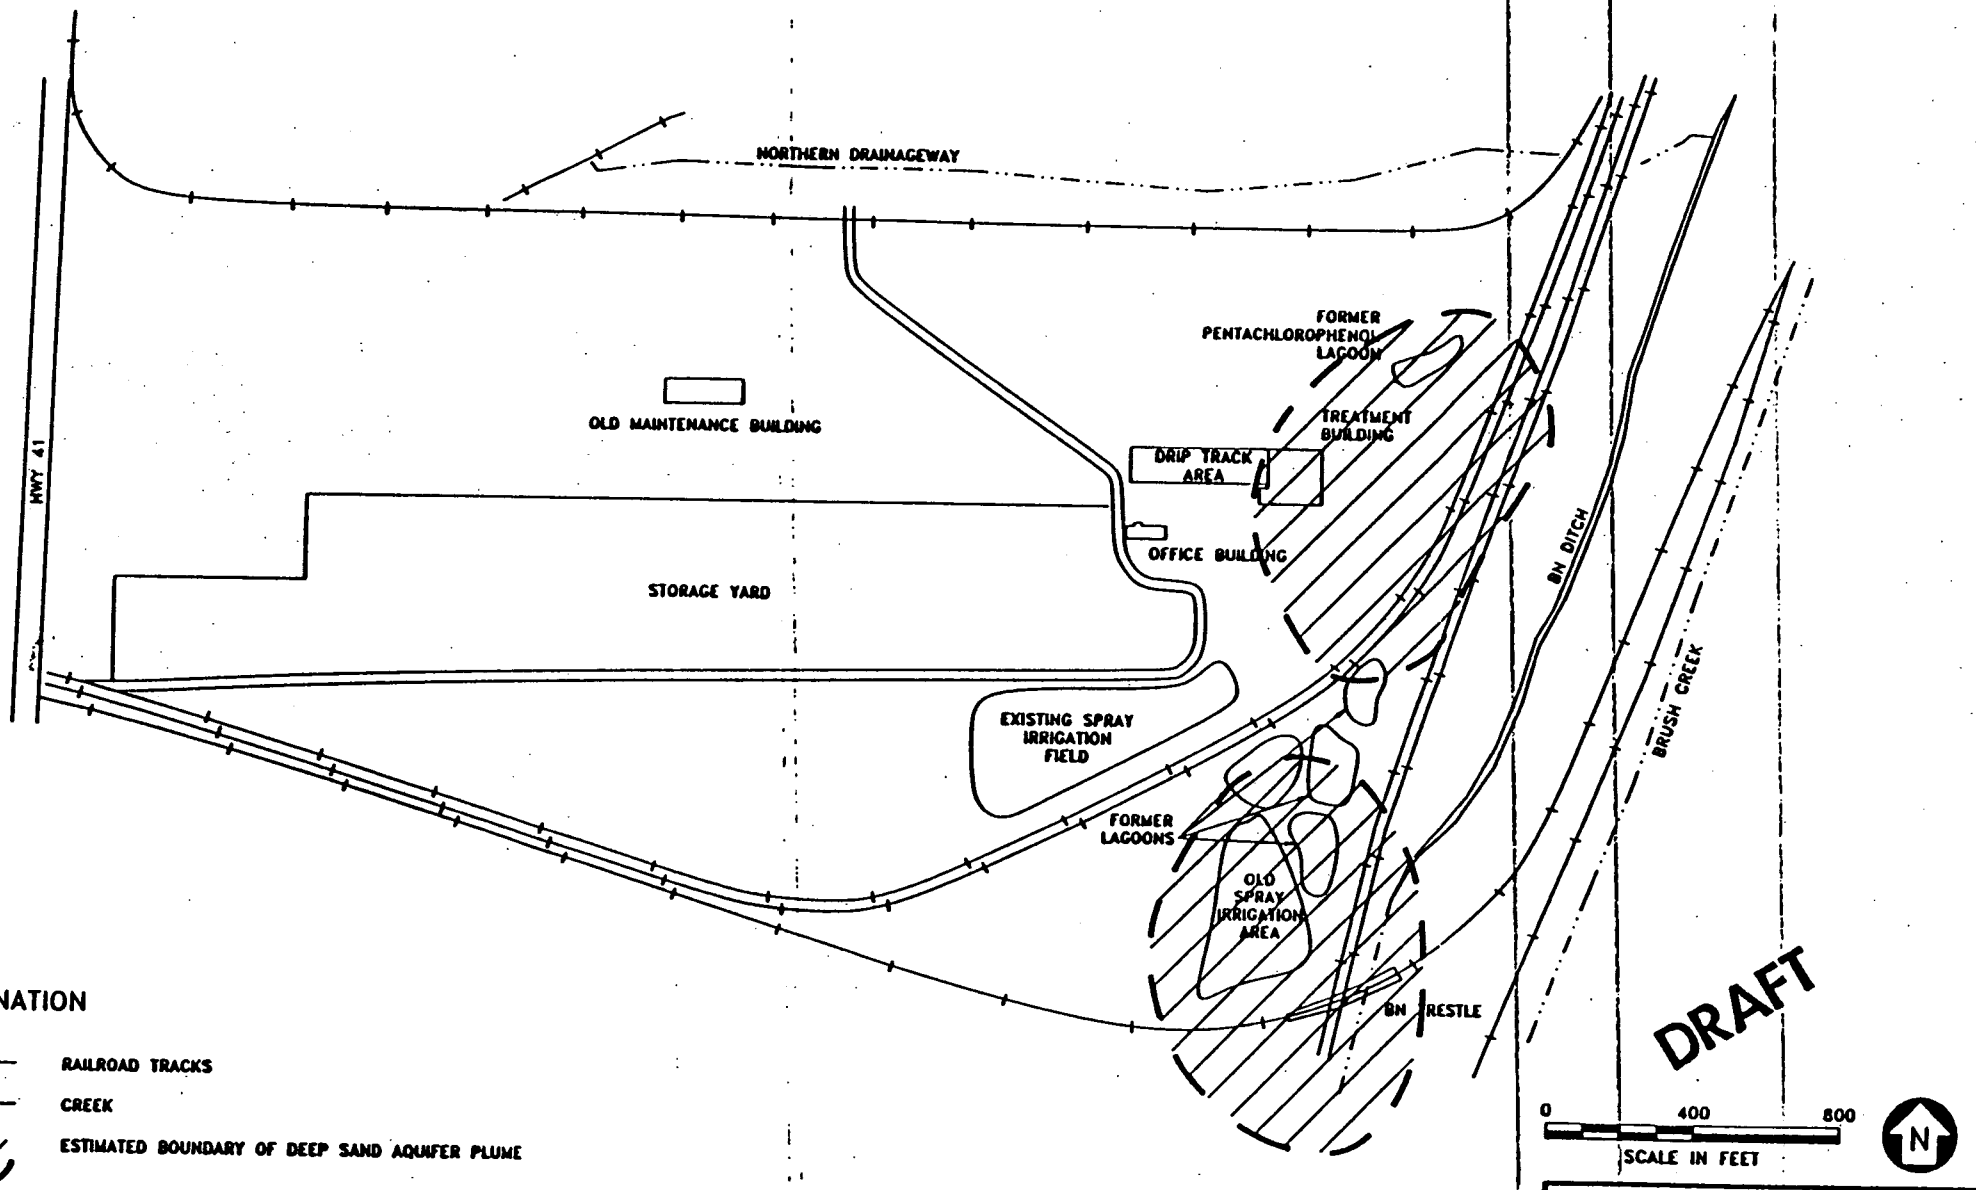 NORTHERN DRAINAGEWAY
FORMER
PENTACHLOROPHENOL
LAGOON
OLD MAINTENANCE BUILDING
TREATMENT
BUILDING
DRIP TRACK
AREA
HWY 41
OFFICE BUILDING
BN DITCH
STORAGE YARD
BRUSH CREEK
EXISTING SPRAY
IRRIGATION
FIELD
FORMER
LAGOONS
OLD
SPRAY
IRRIGATION
AREA
BN RESTLE
NATION
RAILROAD TRACKS
CREEK
ESTIMATED BOUNDARY OF DEEP SAND AQUIFER PLUME
DRAFT
0 400 800
SCALE IN FEET
N